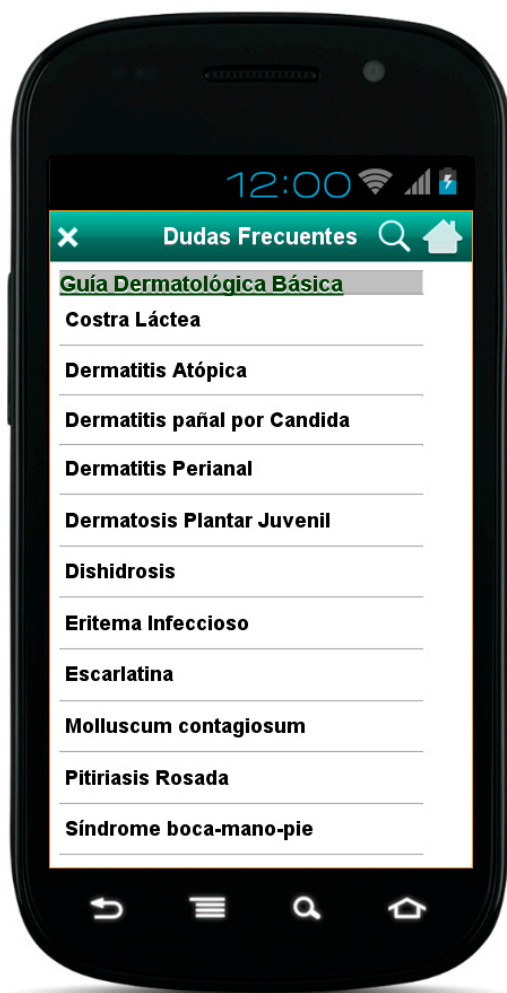 12:00
Dudas Frecuentes
Guía Dermatológica Básica
Costra Láctea
Dermatitis Atópica
Dermatitis pañal por Candida
Dermatitis Perianal
Dermatosis Plantar Juvenil
Dishidrosis
Eritema Infeccioso
Escarlatina
Molluscum contagiosum
Pitiriasis Rosada
Síndrome boca-mano-pie